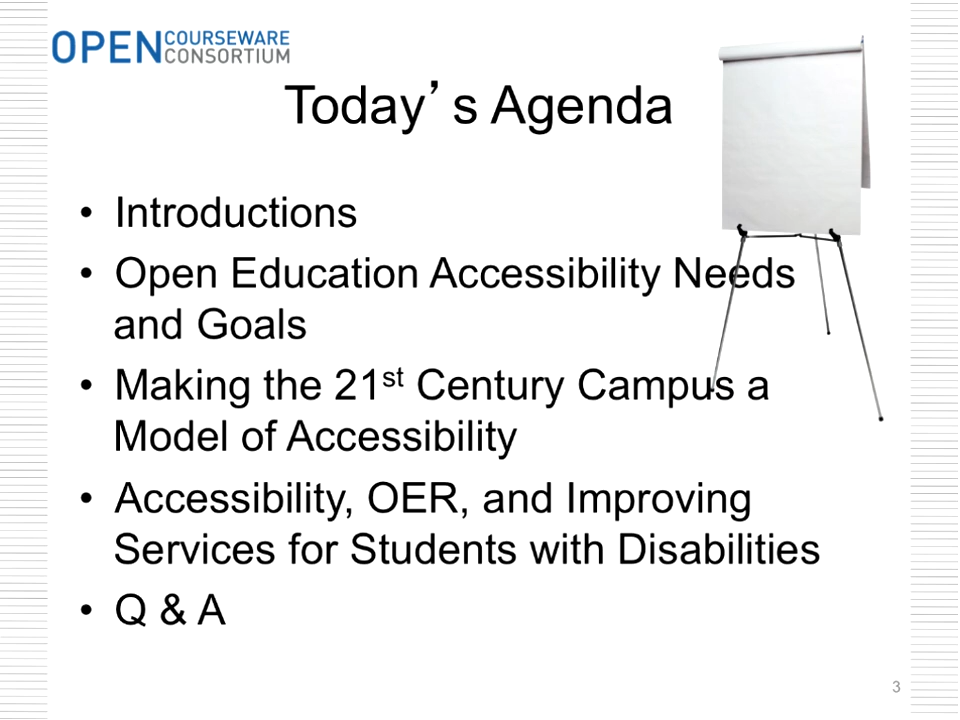 OPEN COURSEWARE
CONSORTIUM
Today's Agenda
• Introductions
• Open Education Accessibility Needs
and Goals
• Making the 21st Century Campus a
Model of Accessibility
• Accessibility, OER, and Improving
Services for Students with Disabilities
• Q & A
3